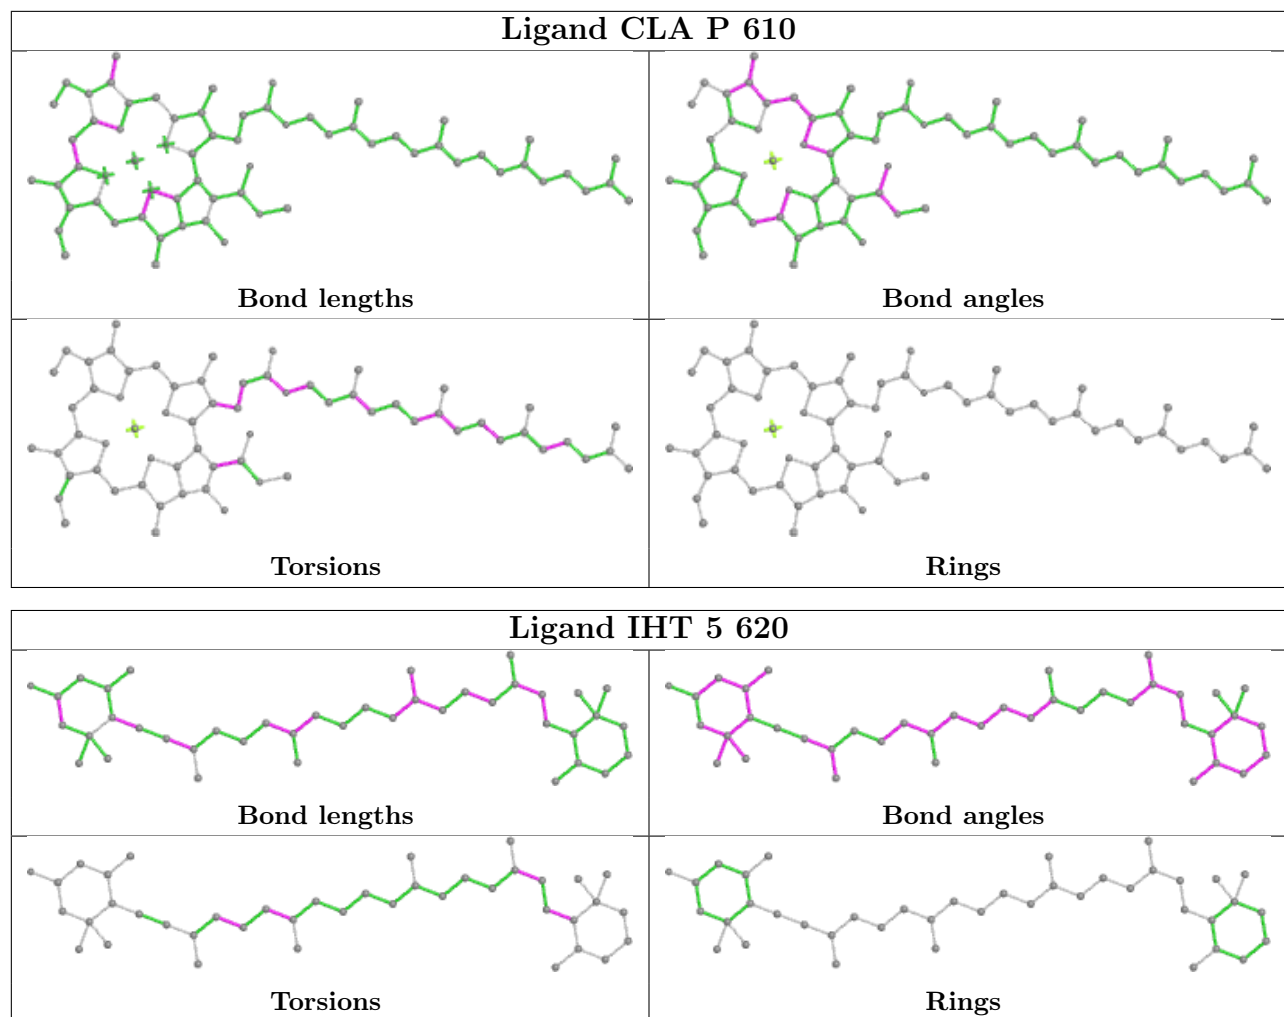 Ligand CLA P 610
Bond lengths
Bond angles
Torsions
Rings
Ligand IHT 5 620
Bond lengths
Bond angles
Torsions
Rings